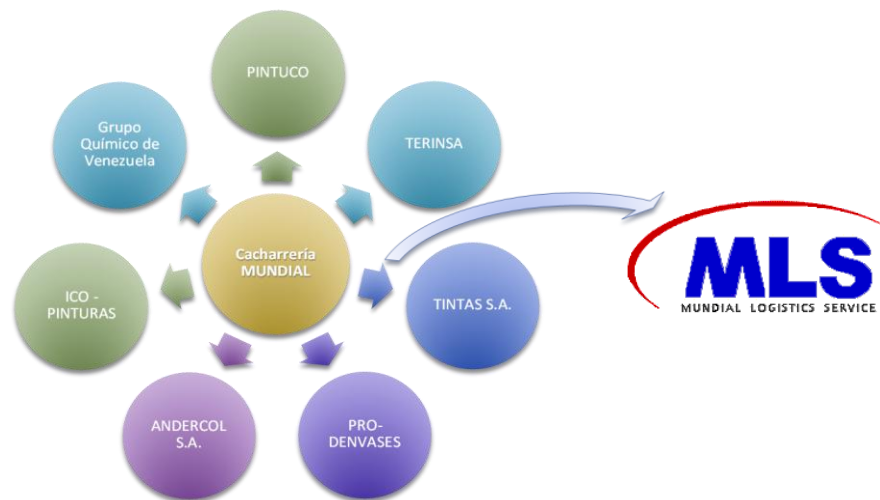 PINTUCO
TERINSA
TINTAS S.A.
PRO-
DENVASES
ANDERCOL
S.A.
ICO -
PINTURAS
Grupo
Químico de
Venezuela
Cacharrería
MUNDIAL
MLS
MUNDIAL LOGISTICS SERVICE